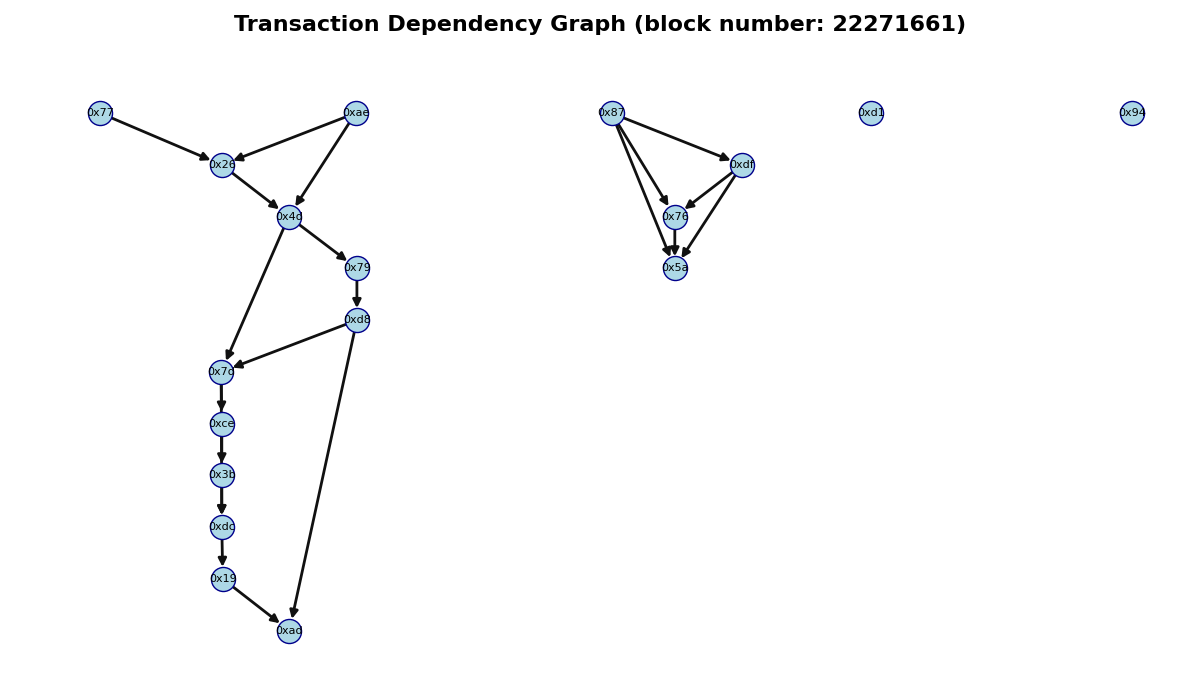 Transaction Dependency Graph (block number: 22271661)
0x77
0xae
0x87
0xd1
0x94
0x26
0xdf
0x4d
0x76
0x79
0x5a
0xd8
0x7c
0xce
0x3b
0xdc
0x19
0xad